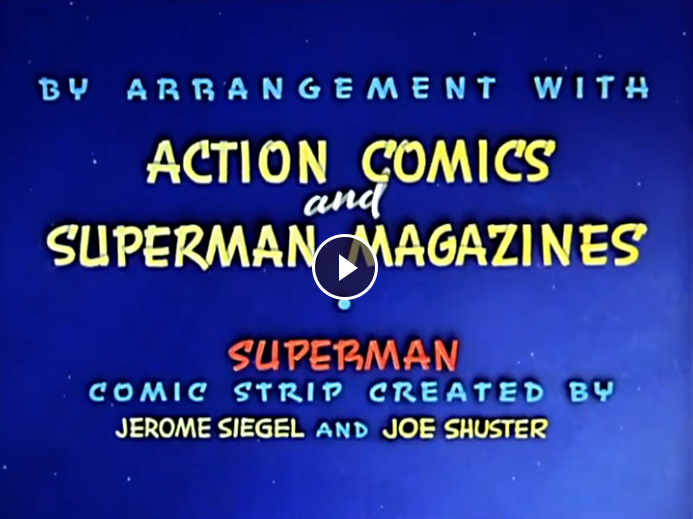 BY ARRANGEMENT WITH
ACTION COMICS
and
SUPERMAN MAGAZINES
SUPERMAN
COMIC STRIP CREATED BY
JEROME SIEGEL AND JOE SHUSTER